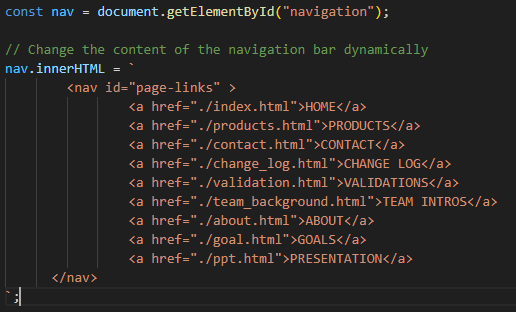 const nav = document.getElementById("navigation");
// Change the content of the navigation bar dynamically
nav.innerHTML = `
<nav id="page-links" >
<a href="./index.html">HOME</a>
<a href="./products.html">PRODUCTS</a>
<a href="./contact.html">CONTACT</a>
<a href="./change_log.html">CHANGE LOG</a>
<a href="./validation.html">VALIDATIONS</a>
<a href="./team_background.html">TEAM INTROS</a>
<a href="./about.html">ABOUT</a>
<a href="./goal.html">GOALS</a>
<a href="./ppt.html">PRESENTATION</a>
</nav>
`;